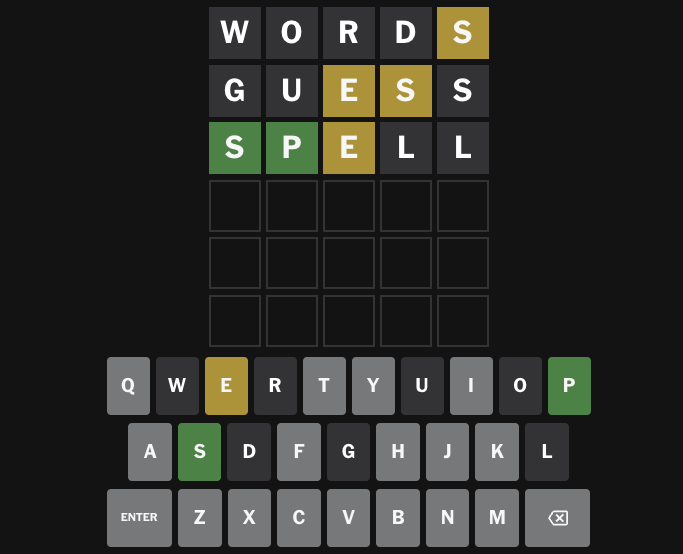 W O R D S
G U E S S
S P E L L
Q W E R T Y U I O P
A S D F G H J K L
ENTER Z X C V B N M